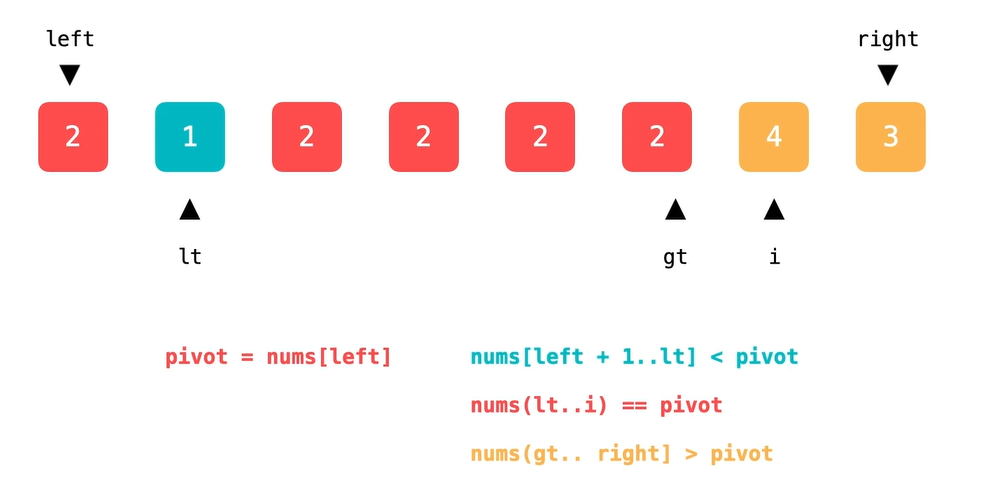 left right
2 1 2 2 2 2 4 3
lt gt i
pivot = nums[left] nums[left + 1..lt] < pivot
nums(lt..i) == pivot
nums(gt.. right] > pivot